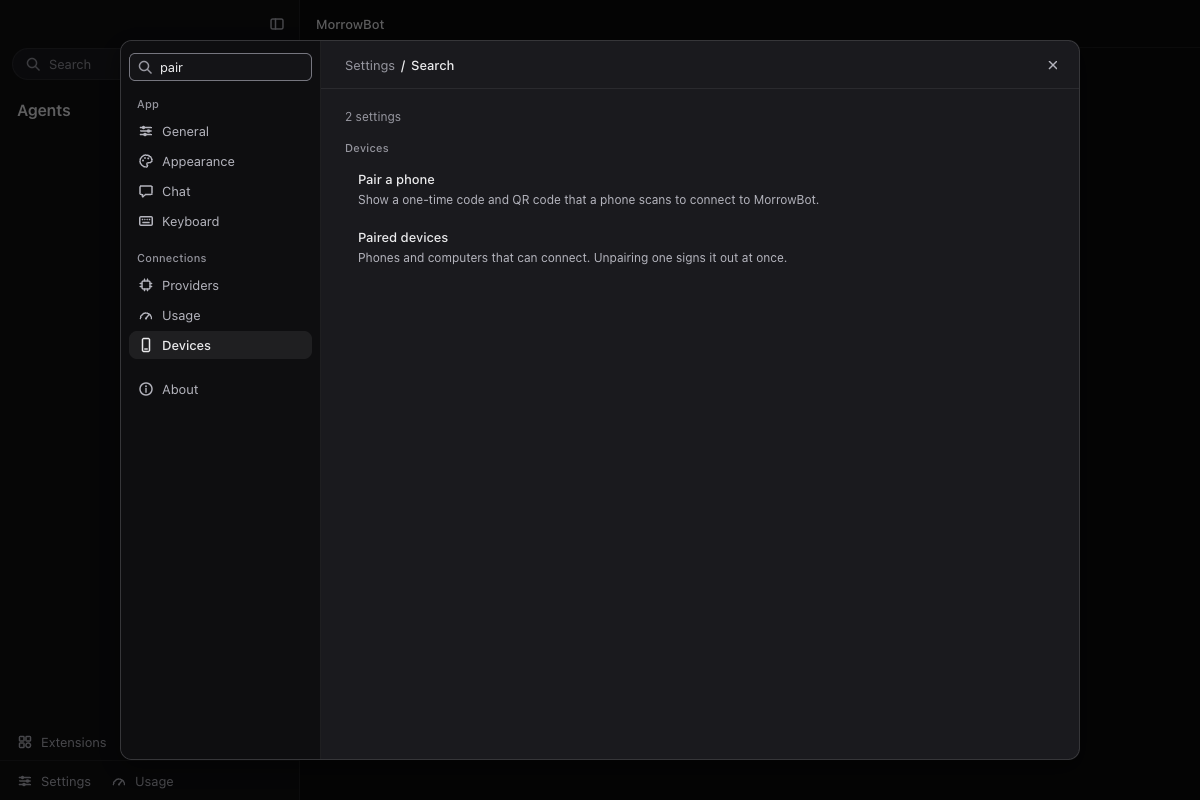 MorrowBot
Search
Agents
Extensions
Settings
Usage
pair
App
General
Appearance
Chat
Keyboard
Connections
Providers
Usage
Devices
About
Settings / Search
2 settings
Devices
Pair a phone
Show a one-time code and QR code that a phone scans to connect to MorrowBot.
Paired devices
Phones and computers that can connect. Unpairing one signs it out at once.